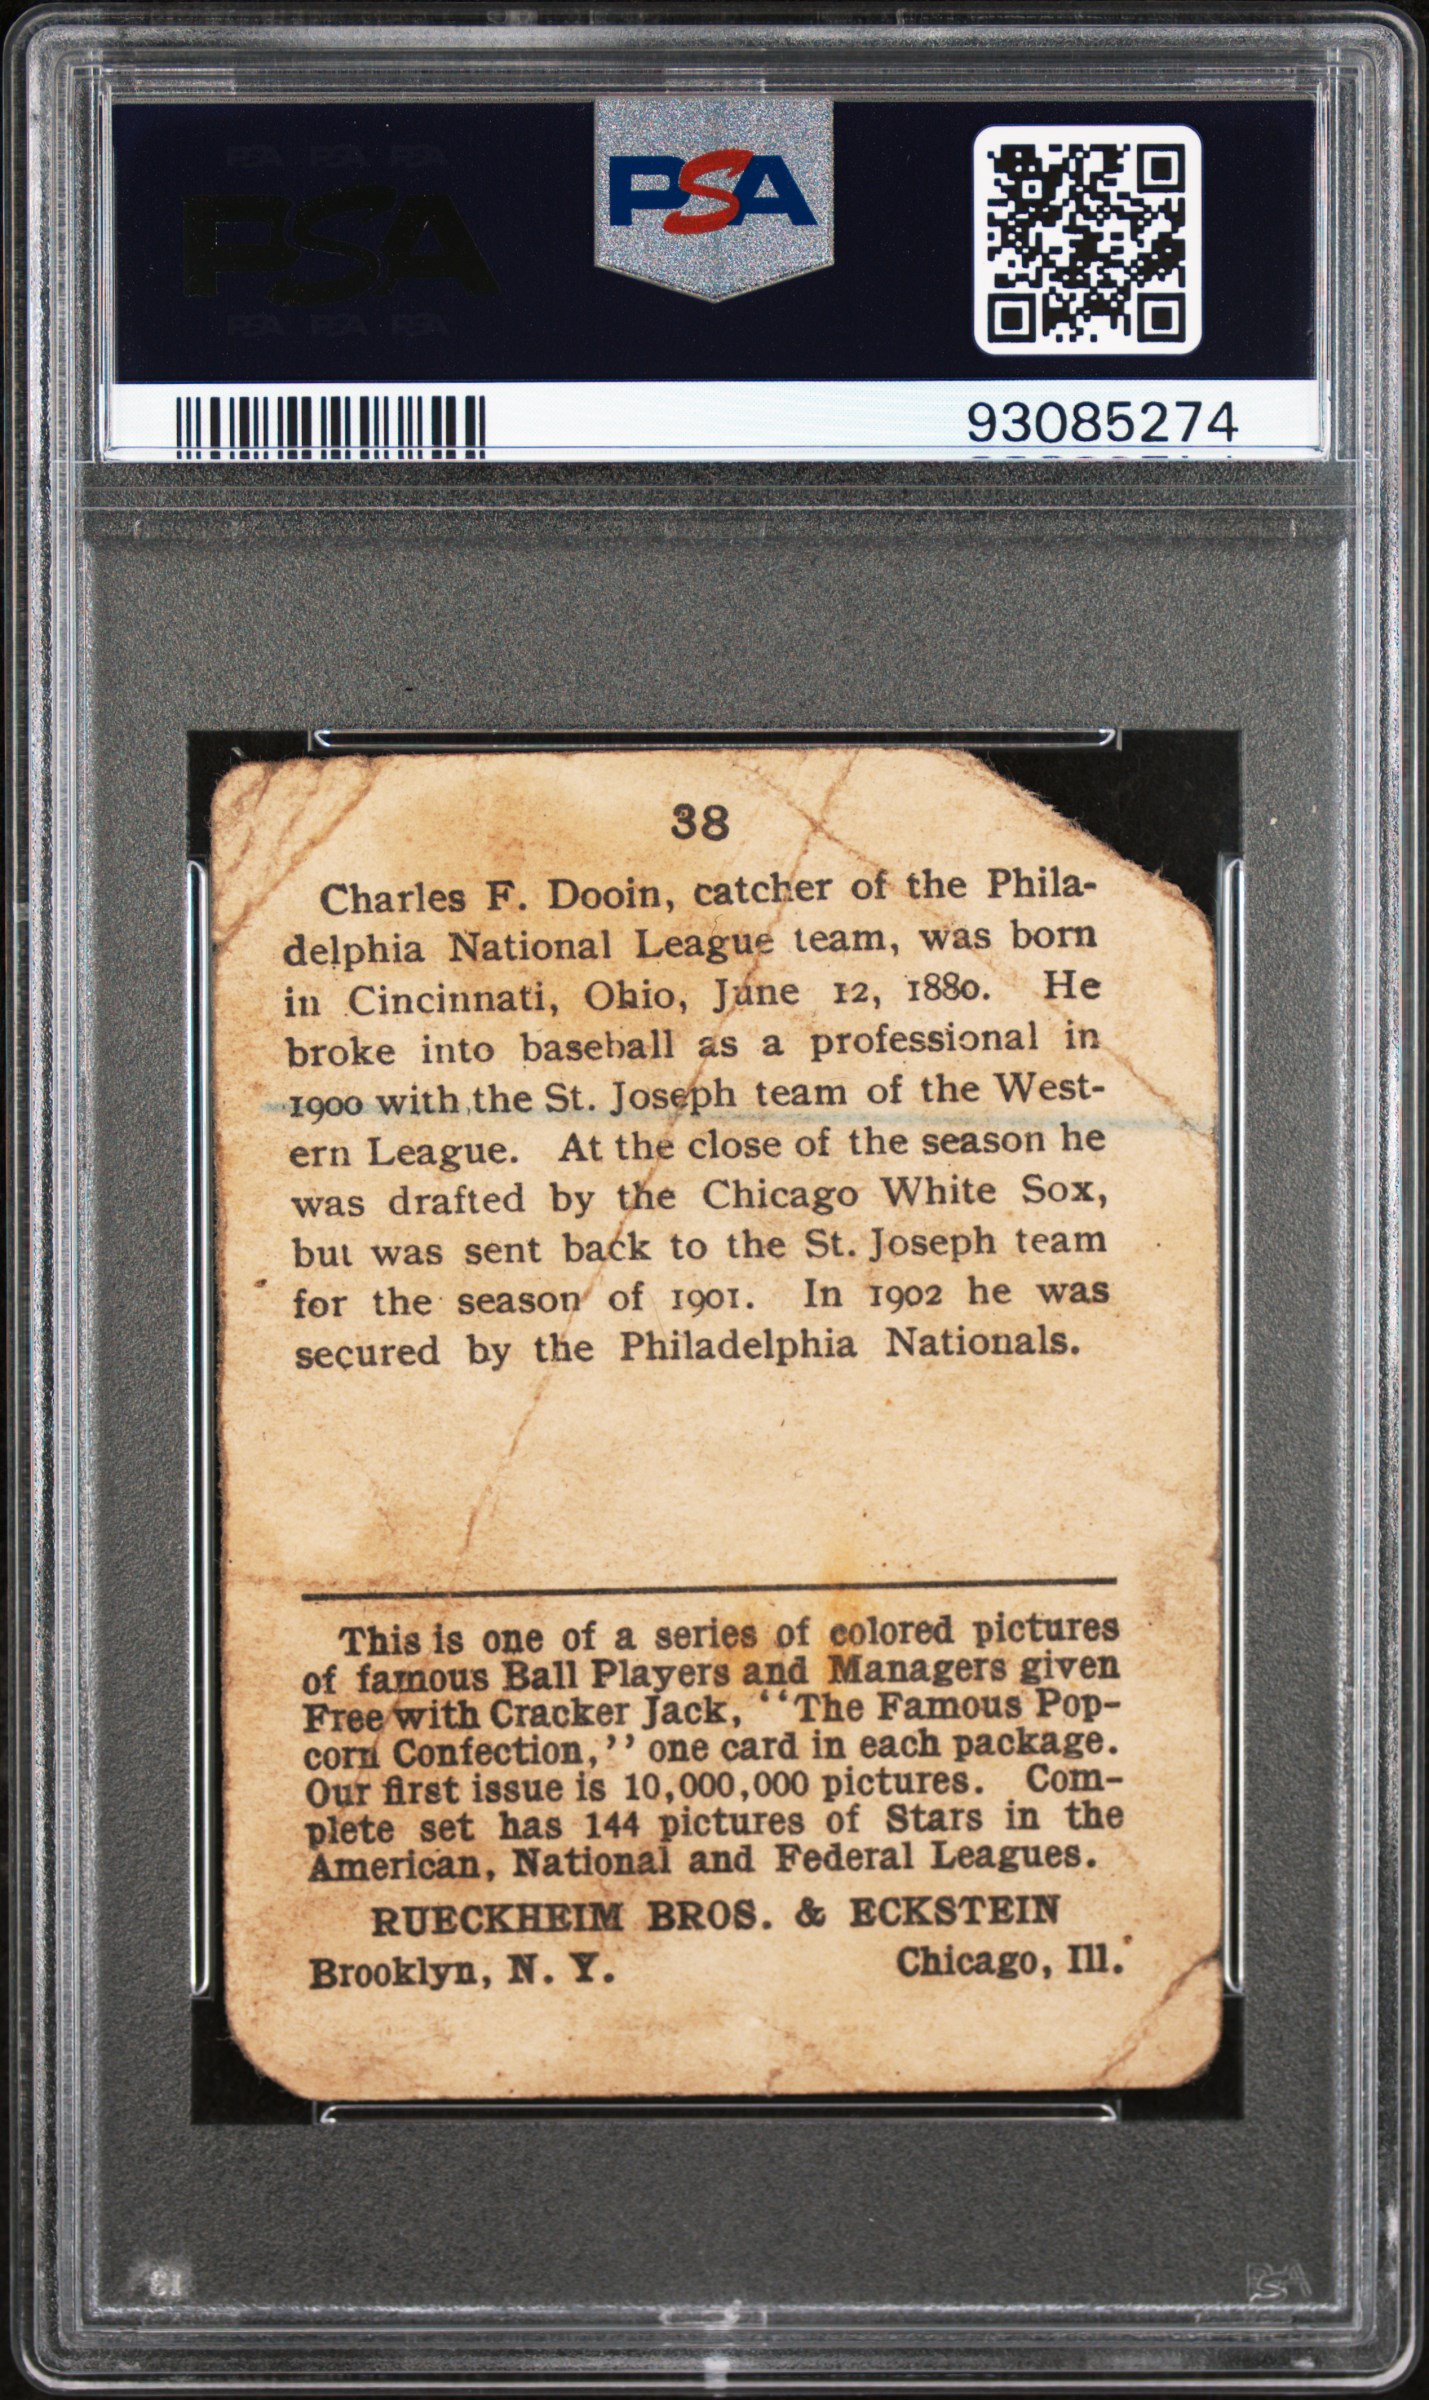 PSA
93085274
38
Charles F. Dooin, catcher of the Phila-
delphia National League team, was born
in Cincinnati, Ohio, June 12, 1880. He
broke into baseball as a professional in
1900 with the St. Joseph team of the West-
ern League. At the close of the season he
was drafted by the Chicago White Sox,
but was sent back to the St. Joseph team
for the season of 1901. In 1902 he was
secured by the Philadelphia Nationals.
This is one of a series of colored pictures
of famous Ball Players and Managers given
Free with Cracker Jack, "The Famous Pop-
corn Confection," one card in each package.
Our first issue is 10,000,000 pictures. Com-
plete set has 144 pictures of Stars in the
American, National and Federal Leagues.
RUECKHEIM BROS. & ECKSTEIN
Brooklyn, N. Y. Chicago, Ill.
PSA